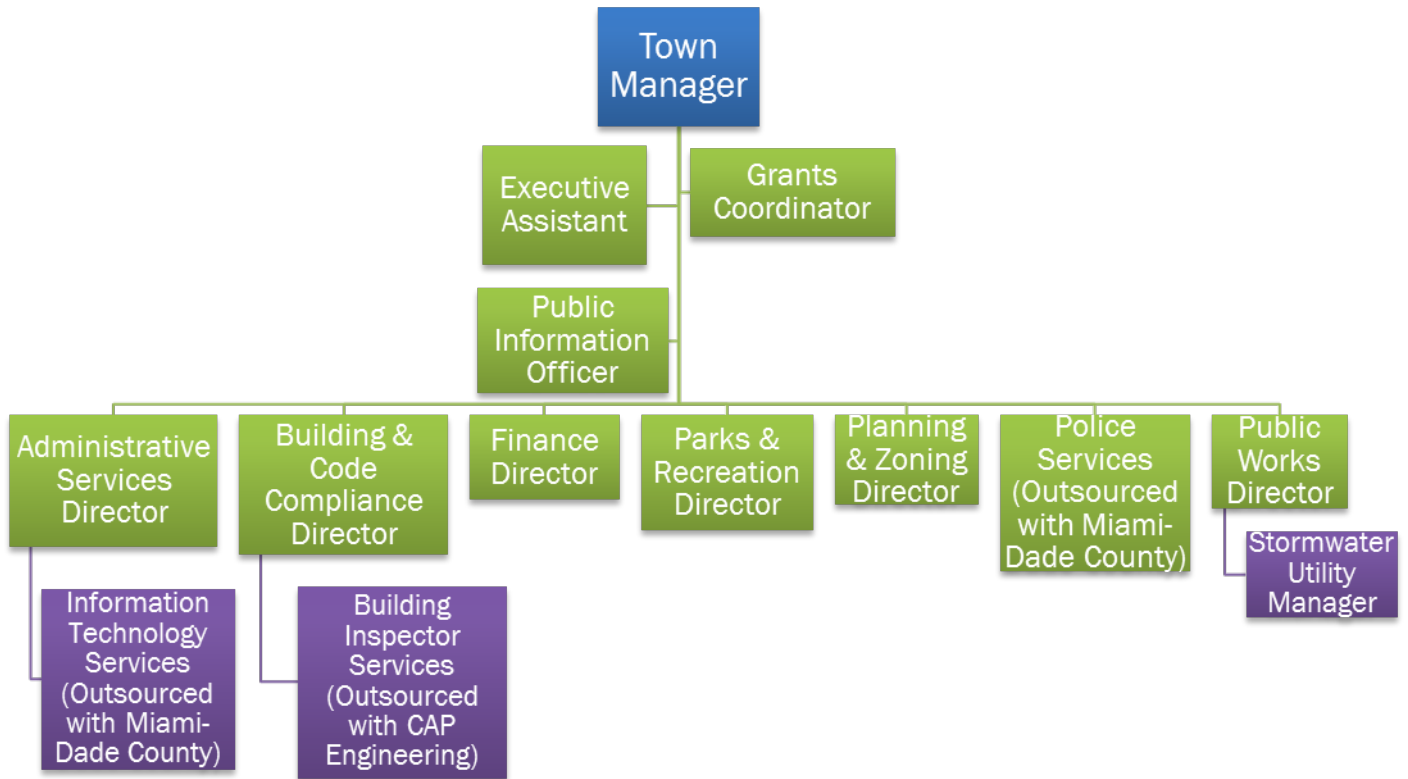 Town
Manager
Executive
Assistant
Grants
Coordinator
Public
Information
Officer
Administrative
Services
Director
Building &
Code
Compliance
Director
Finance
Director
Parks &
Recreation
Director
Planning
& Zoning
Director
Police
Services
(Outsourced
with Miami-
Dade County)
Public
Works
Director
Information
Technology
Services
(Outsourced
with Miami-
Dade County)
Building
Inspector
Services
(Outsourced
with CAP
Engineering)
Stormwater
Utility
Manager